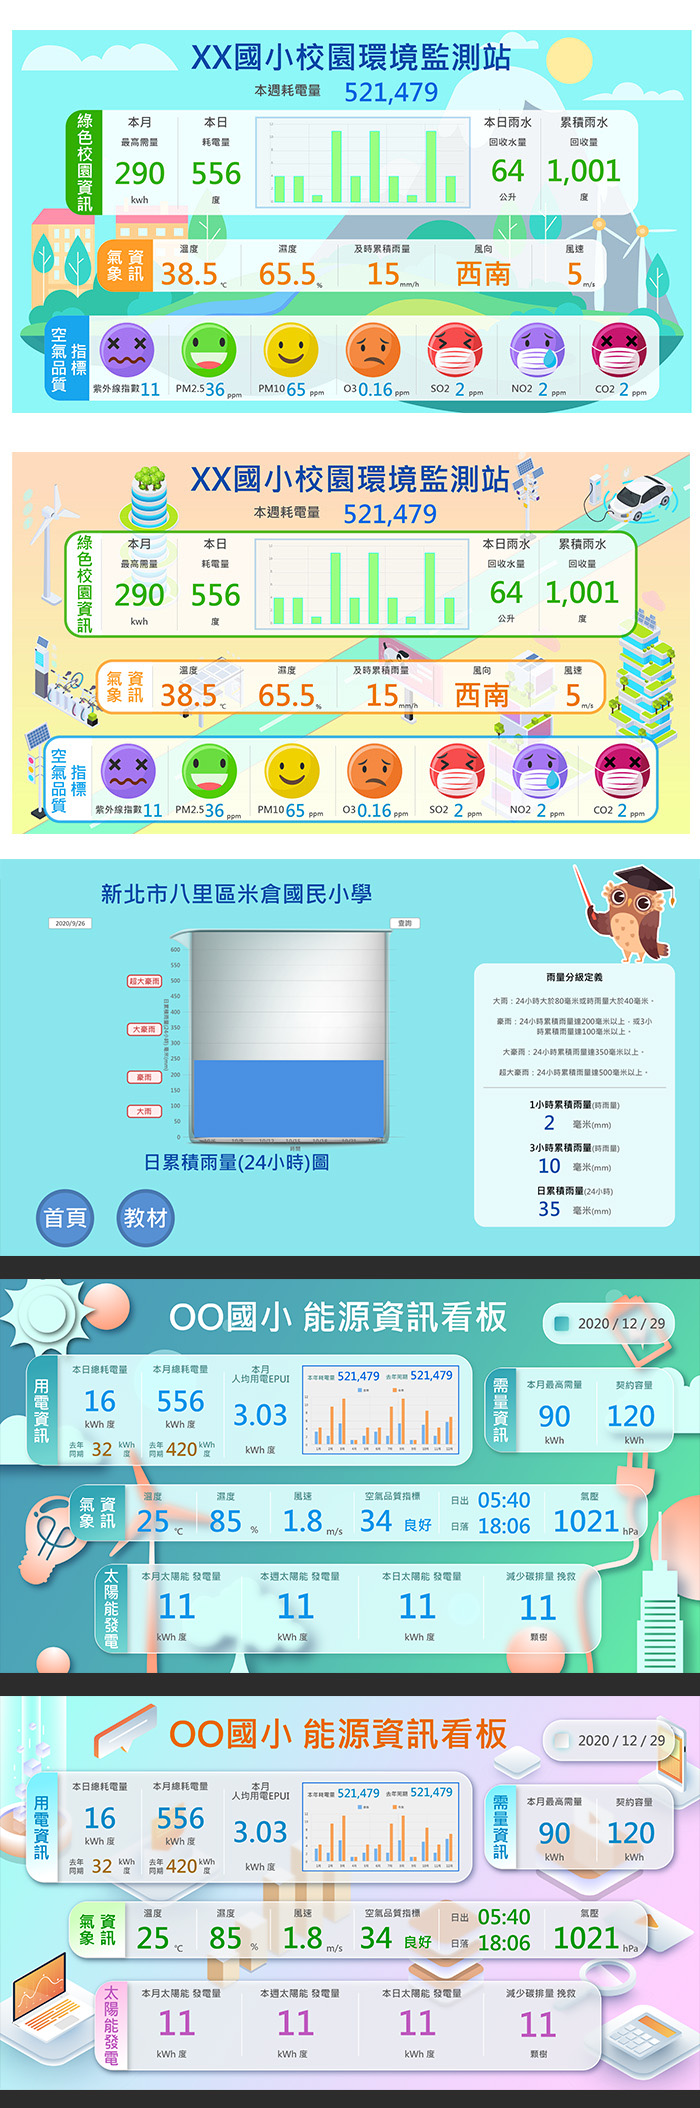 XX國小校園環境監測站
本週耗電量 521,479
綠色校園資訊
本月 本日 本日雨水 累積雨水
最高需量 耗電量 回收水量 回收量
290 556 64 1,001
kwh 度 公升 度
氣象資訊
溫度 濕度 及時累積雨量 風向 風速
38.5 ℃ 65.5 % 15 mm/h 西南 5 m/s
空氣品質指標
紫外線指數 11 PM2.5 36 ppm PM10 65 ppm O3 0.16 ppm SO2 2 ppm NO2 2 ppm CO2 2 ppm
XX國小校園環境監測站
本週耗電量 521,479
綠色校園資訊
本月 本日 本日雨水 累積雨水
最高需量 耗電量 回收水量 回收量
290 556 64 1,001
kwh 度 公升 度
氣象資訊
溫度 濕度 及時累積雨量 風向 風速
38.5 ℃ 65.5 % 15 mm/h 西南 5 m/s
空氣品質指標
紫外線指數 11 PM2.5 36 ppm PM10 65 ppm O3 0.16 ppm SO2 2 ppm NO2 2 ppm CO2 2 ppm
新北市八里區米倉國民小學
2020/9/26 查詢
600
550
超大豪雨 500
450
400
大豪雨 350
300
250
豪雨 200
150
大雨 100
50
0
時間
日累積雨量(24小時)圖
首頁 教材
雨量分級定義
大雨：24小時大於80毫米或時雨量大於40毫米。
豪雨：24小時累積雨量達200毫米以上，或3小
時累積雨量達100毫米以上。
大豪雨：24小時累積雨量達350毫米以上。
超大豪雨：24小時累積雨量達500毫米以上。
1小時累積雨量(時雨量)
2 毫米(mm)
3小時累積雨量(時雨量)
10 毫米(mm)
日累積雨量(24小時)
35 毫米(mm)
OO國小 能源資訊看板
2020 / 12 / 29
用電資訊
本日總耗電量 本月總耗電量 本月
人均用電EPUI
16 556 3.03
kWh 度 kWh 度 kWh 度
去年同期 32 kWh 度 去年同期 420 kWh 度
本年耗電量 521,479 去年同期 521,479
需量資訊
本月最高需量 契約容量
90 120
kWh kWh
氣象資訊
溫度 濕度 風速 空氣品質指標 日出 05:40 氣壓
25 ℃ 85 % 1.8 m/s 34 良好 日落 18:06 1021 hPa
太陽能發電
本月太陽能 發電量 本週太陽能 發電量 本日太陽能 發電量 減少碳排量 挽救
11 11 11 11
kWh 度 kWh 度 kWh 度 顆樹
OO國小 能源資訊看板
2020 / 12 / 29
用電資訊
本日總耗電量 本月總耗電量 本月
人均用電EPUI
16 556 3.03
kWh 度 kWh 度 kWh 度
去年同期 32 kWh 度 去年同期 420 kWh 度
本年耗電量 521,479 去年同期 521,479
需量資訊
本月最高需量 契約容量
90 120
kWh kWh
氣象資訊
溫度 濕度 風速 空氣品質指標 日出 05:40 氣壓
25 ℃ 85 % 1.8 m/s 34 良好 日落 18:06 1021 hPa
太陽能發電
本月太陽能 發電量 本週太陽能 發電量 本日太陽能 發電量 減少碳排量 挽救
11 11 11 11
kWh 度 kWh 度 kWh 度 顆樹